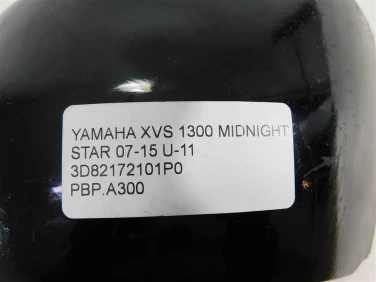 YAMAHA XVS 1300 MIDNIGHT
STAR 07-15 U-11
3D82172101P0
PBP.A300